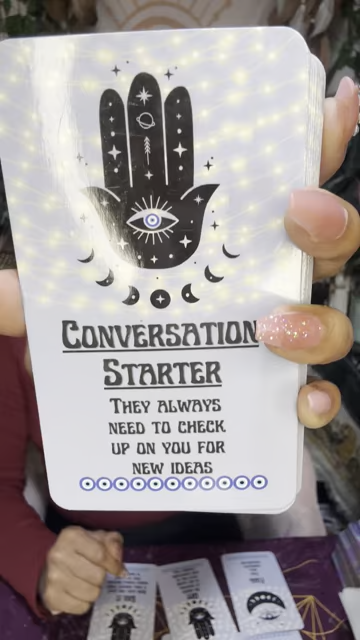 CONVERSATION
STARTER
THEY ALWAYS
NEED TO CHECK
UP ON YOU FOR
NEW IDEAS